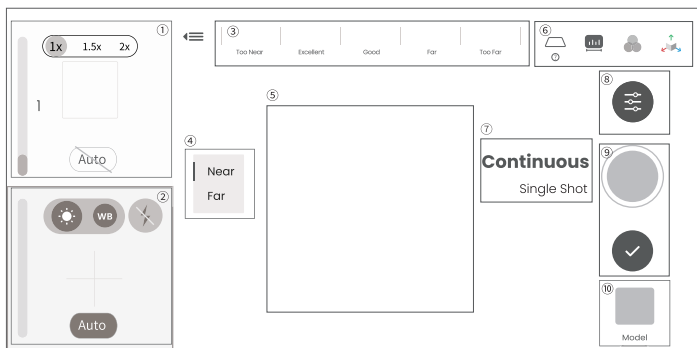 ①
1x 1.5x 2x
Auto
②
WB
Auto
③
Too Near Excellent Good Far Too Far
④
Near
Far
⑤
⑥
?
⑦
Continuous
Single Shot
⑧
⑨
⑩
Model